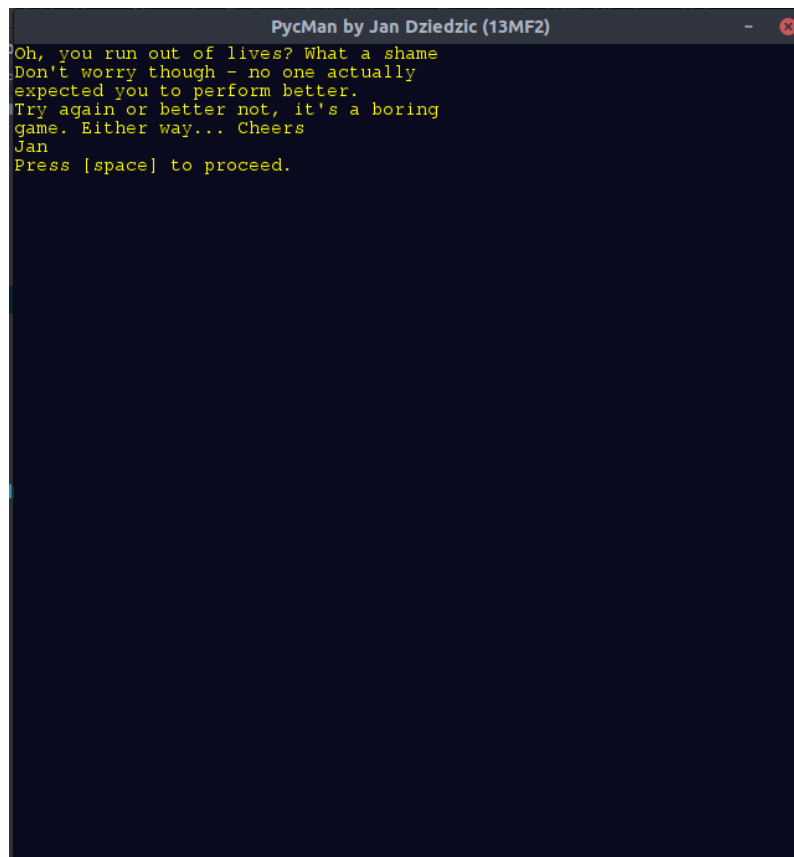 PycMan by Jan Dziedzic (13MF2)
Oh, you run out of lives? What a shame
Don't worry though - no one actually
expected you to perform better.
Try again or better not, it's a boring
game. Either way... Cheers
Jan
Press [space] to proceed.